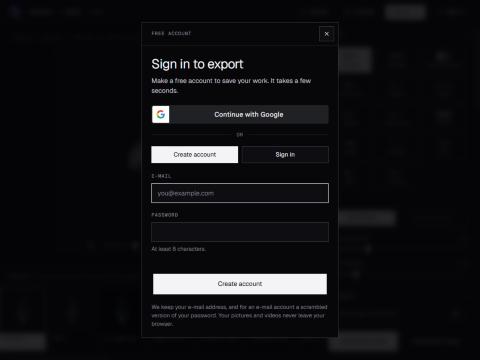 FREE ACCOUNT
Sign in to export
Make a free account to save your work. It takes a few
seconds.
Continue with Google
OR
Create account
Sign in
E-MAIL
you@example.com
PASSWORD
At least 8 characters.
Create account
We keep your e-mail address, and for an e-mail account a scrambled
version of your password. Your pictures and videos never leave your
browser.